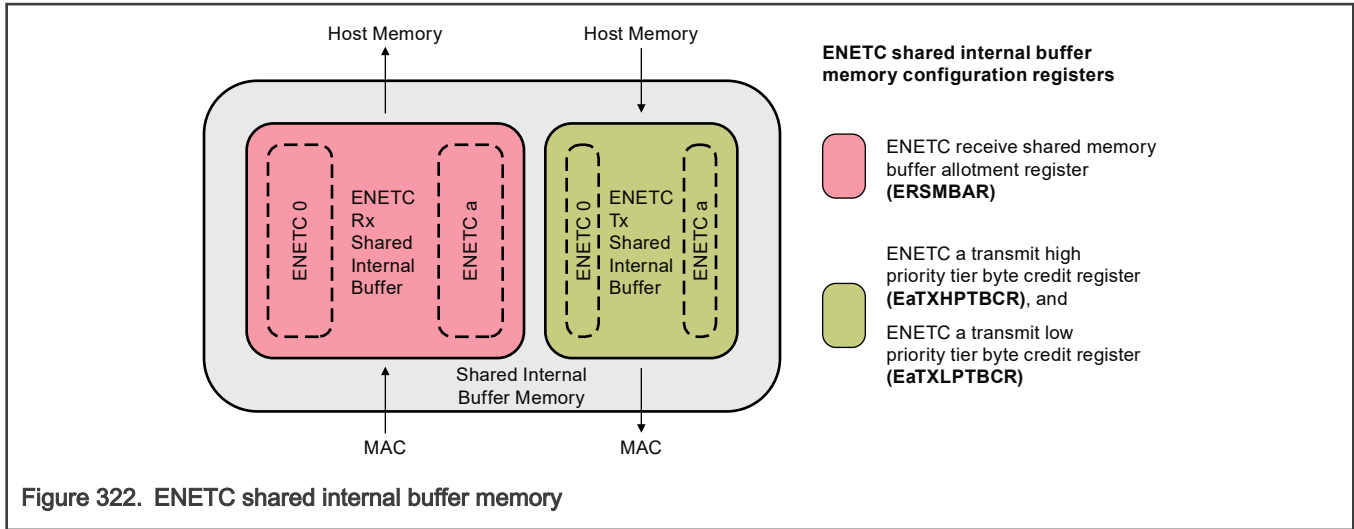 Host Memory
Host Memory
ENETC shared internal buffer
memory configuration registers
ENETC 0
ENETC
Rx
Shared
Internal
Buffer
ENETC a
ENETC 0
ENETC
Tx
Shared
Internal
Buffer
ENETC a
ENETC receive shared memory
buffer allotment register
(ERSMBAR)
ENETC a transmit high
priority tier byte credit register
(EaTXHPTBCR), and
ENETC a transmit low
priority tier byte credit register
(EaTXLPTBCR)
Shared Internal
Buffer Memory
MAC
MAC
Figure 322. ENETC shared internal buffer memory